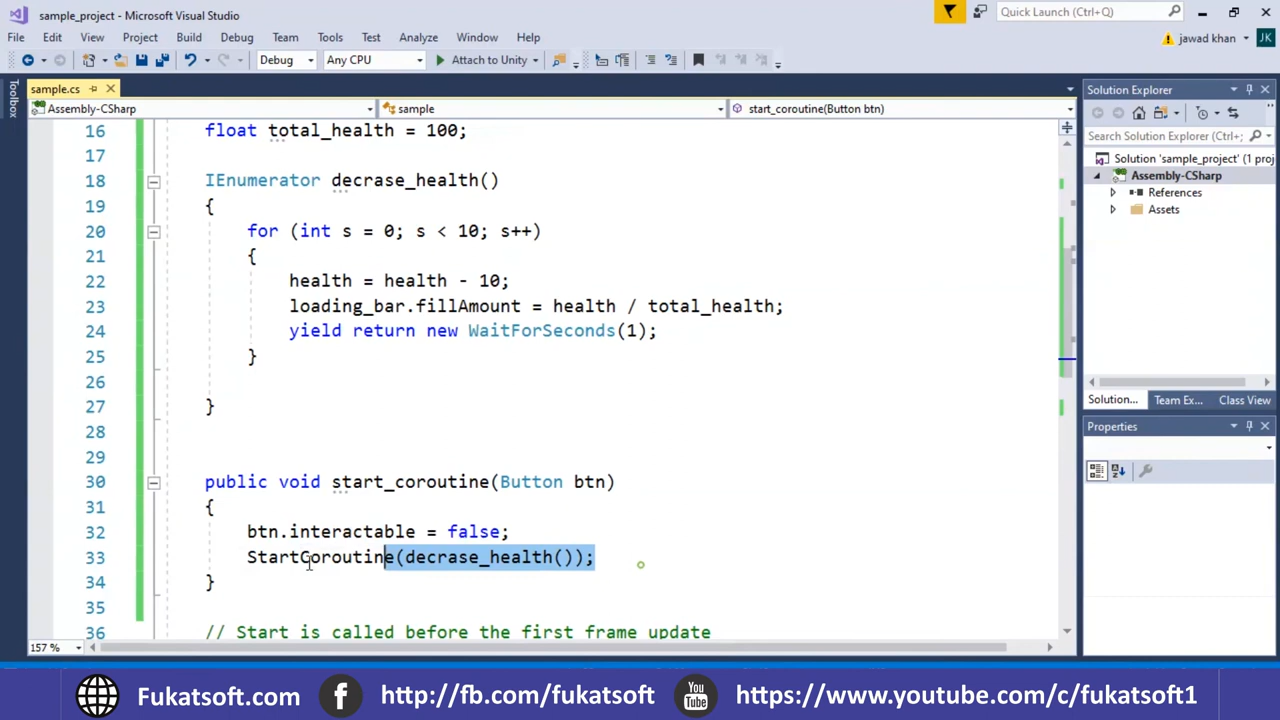 sample_project - Microsoft Visual Studio
Quick Launch (Ctrl+Q)
File Edit View Project Build Debug Team Tools Test Analyze Window Help
jawad khan JK
Debug Any CPU Attach to Unity
Toolbox
sample.cs
Assembly-CSharp sample start_coroutine(Button btn)
16 float total_health = 100;
17
18 IEnumerator decrase_health()
19 {
20 for (int s = 0; s < 10; s++)
21 {
22 health = health - 10;
23 loading_bar.fillAmount = health / total_health;
24 yield return new WaitForSeconds(1);
25 }
26
27 }
28
29
30 public void start_coroutine(Button btn)
31 {
32 btn.interactable = false;
33 StartCoroutine(decrase_health());
34 }
35
36 // Start is called before the first frame update
157 %
Solution Explorer
Search Solution Explorer (Ctrl+;
Solution 'sample_project' (1 proj
Assembly-CSharp
References
Assets
Solution... Team Ex... Class View
Properties
Fukatsoft.com http://fb.com/fukatsoft You Tube https://www.youtube.com/c/fukatsoft1